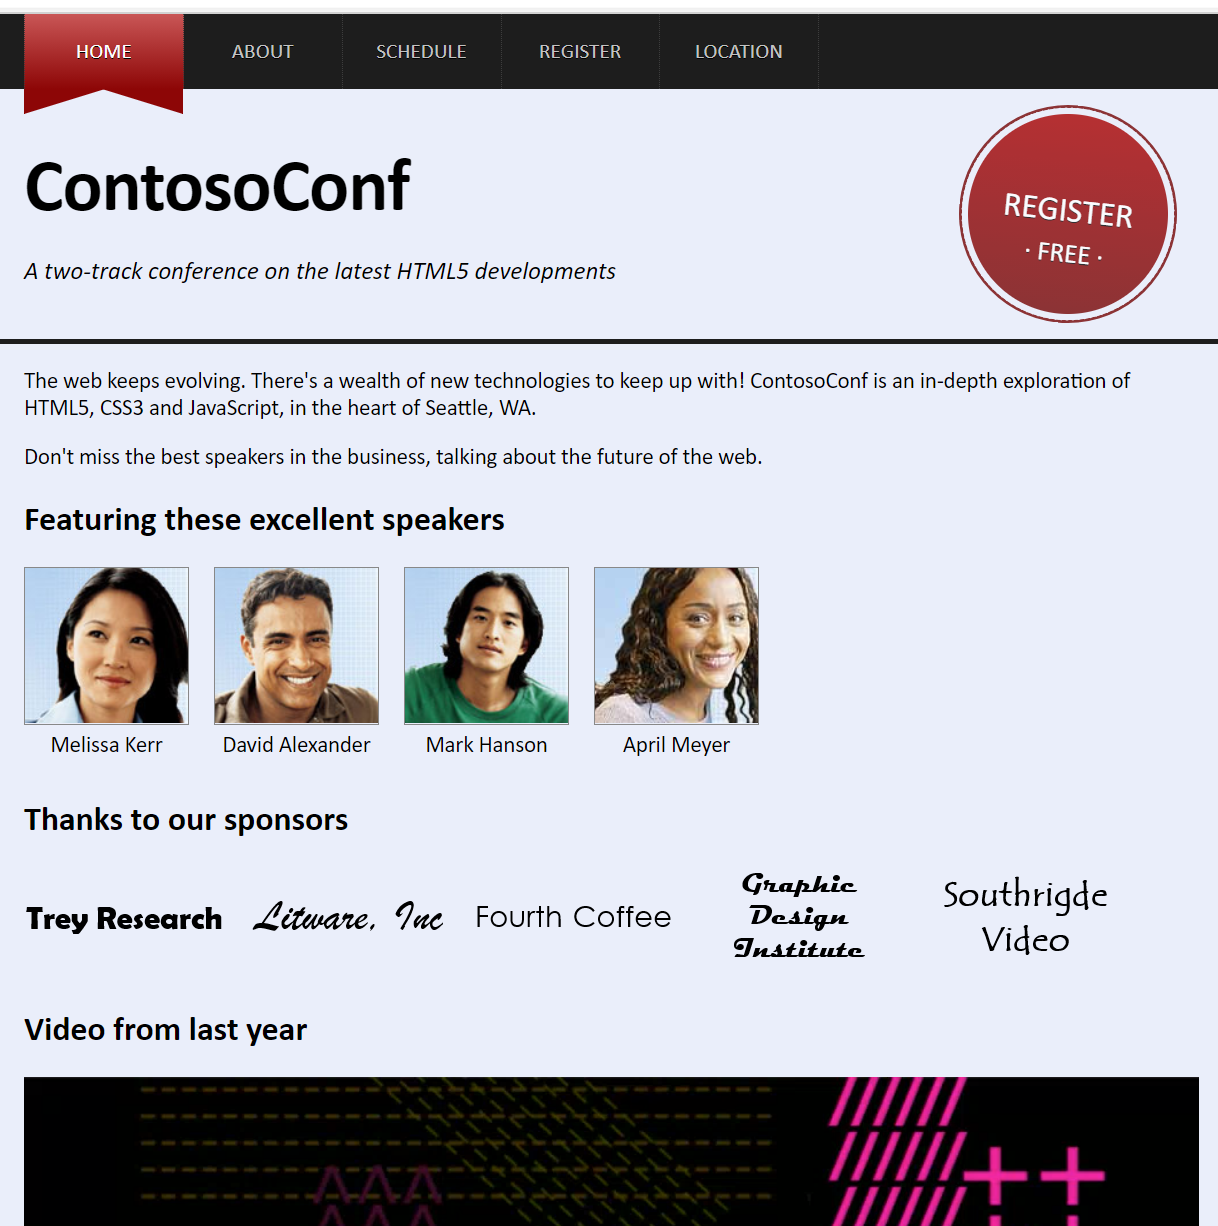 HOME
ABOUT
SCHEDULE
REGISTER
LOCATION
ContosoConf
A two-track conference on the latest HTML5 developments
REGISTER
· FREE ·
The web keeps evolving. There's a wealth of new technologies to keep up with! ContosoConf is an in-depth exploration of
HTML5, CSS3 and JavaScript, in the heart of Seattle, WA.
Don't miss the best speakers in the business, talking about the future of the web.
Featuring these excellent speakers
Melissa Kerr
David Alexander
Mark Hanson
April Meyer
Thanks to our sponsors
Trey Research
Litware, Inc
Fourth Coffee
Graphic
Design
Institute
Southrigde
Video
Video from last year